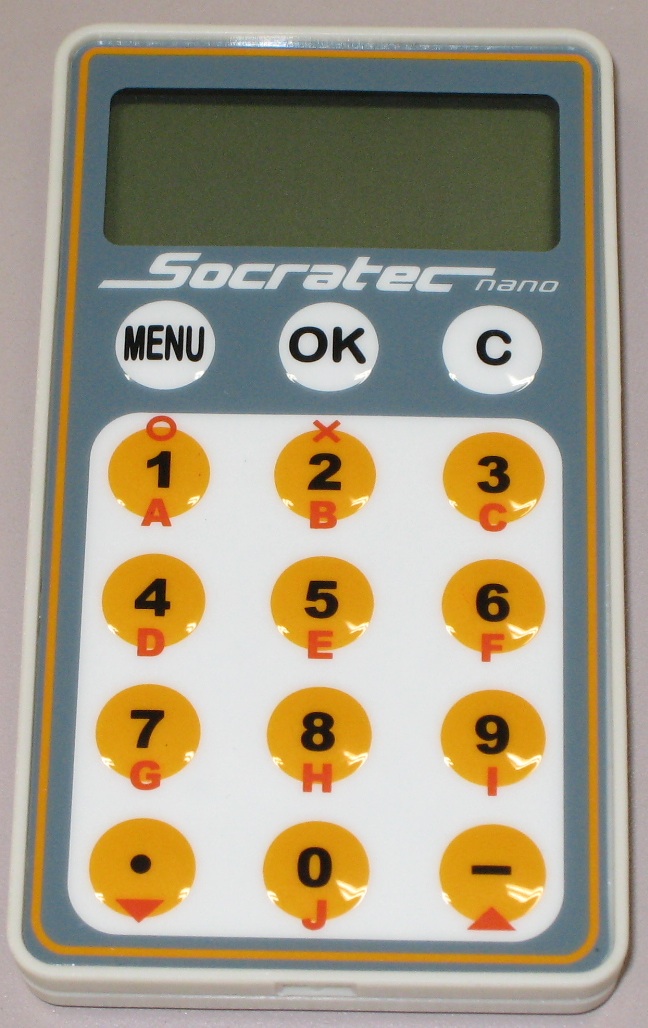 Socratec nano
MENU OK C
○ ×
1 2 3
A B C
4 5 6
D E F
7 8 9
G H I
• 0 −
▼ J ▲